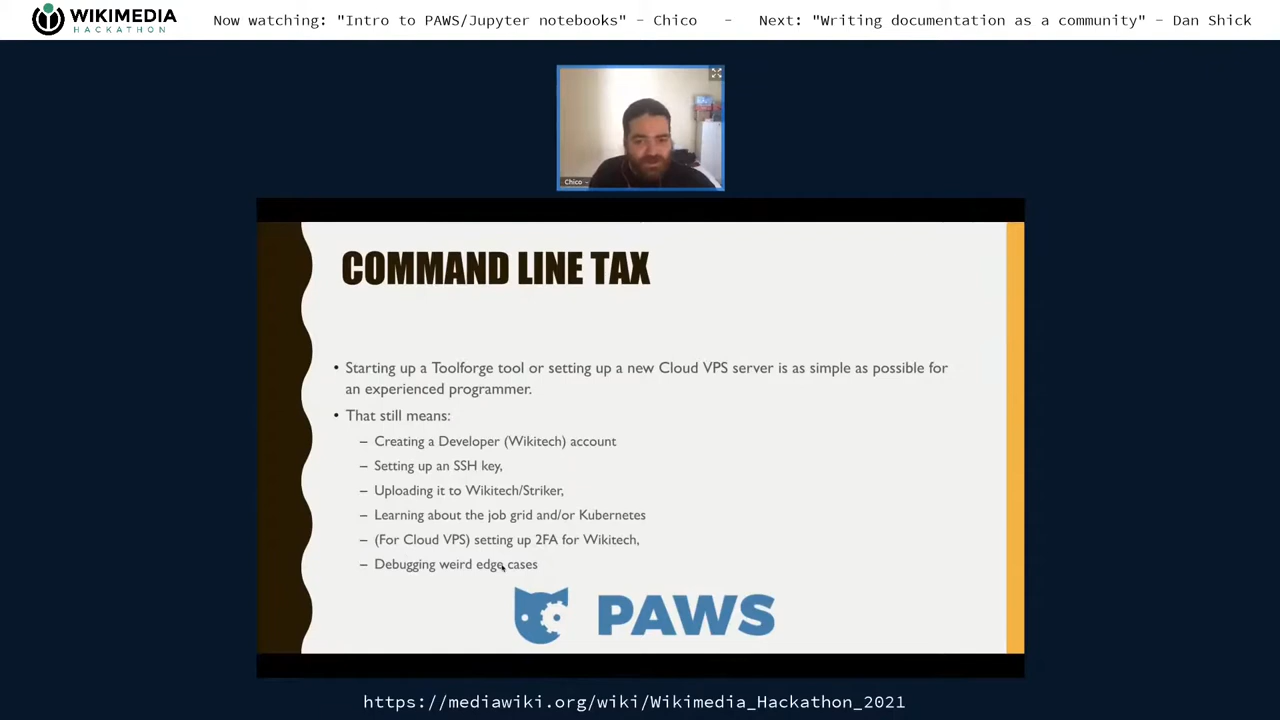 WIKIMEDIA
HACKATHON
Now watching: "Intro to PAWS/Jupyter notebooks" - Chico - Next: "Writing documentation as a community" - Dan Shick
Chico -
COMMAND LINE TAX
• Starting up a Toolforge tool or setting up a new Cloud VPS server is as simple as possible for
an experienced programmer.
• That still means:
– Creating a Developer (Wikitech) account
– Setting up an SSH key,
– Uploading it to Wikitech/Striker,
– Learning about the job grid and/or Kubernetes
– (For Cloud VPS) setting up 2FA for Wikitech,
– Debugging weird edge cases
PAWS
https://mediawiki.org/wiki/Wikimedia_Hackathon_2021